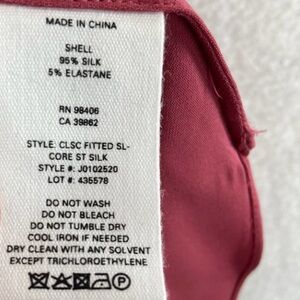 MADE IN CHINA
SHELL
95% SILK
5% ELASTANE
RN 98406
CA 39862
STYLE: CLSC FITTED SL-
CORE ST SILK
STYLE #: J0102520
LOT #: 435578
DO NOT WASH
DO NOT BLEACH
DO NOT TUMBLE DRY
COOL IRON IF NEEDED
DRY CLEAN WITH ANY SOLVENT
EXCEPT TRICHLOROETHYLENE